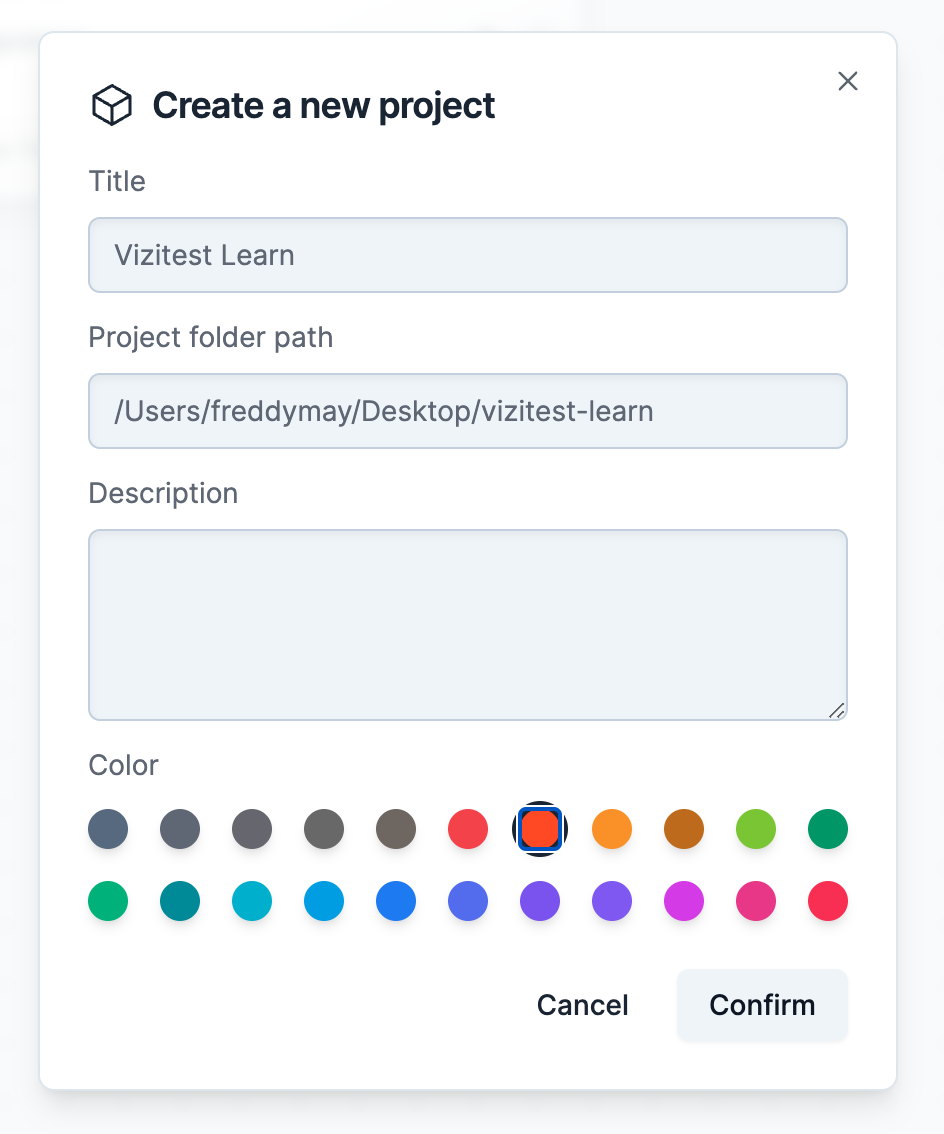 Create a new project
Title
Vizitest Learn
Project folder path
/Users/freddymay/Desktop/vizitest-learn
Description
Color
Cancel
Confirm